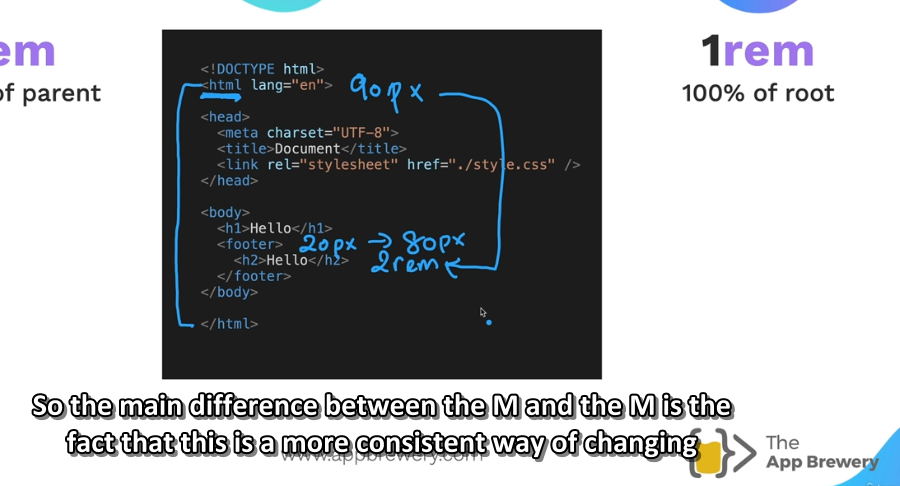 em
of parent
1rem
100% of root
<!DOCTYPE html>
<html lang="en"> 90px
<head>
<meta charset="UTF-8">
<title>Document</title>
<link rel="stylesheet" href="./style.css" />
</head>
<body>
<h1>Hello</h1>
<footer> 20px → 80px
<h2>Hello</h2> 2rem
</footer>
</body>
</html>
So the main difference between the M and the M is the
fact that this is a more consistent way of changing
www.appbrewery.com
The
App Brewery